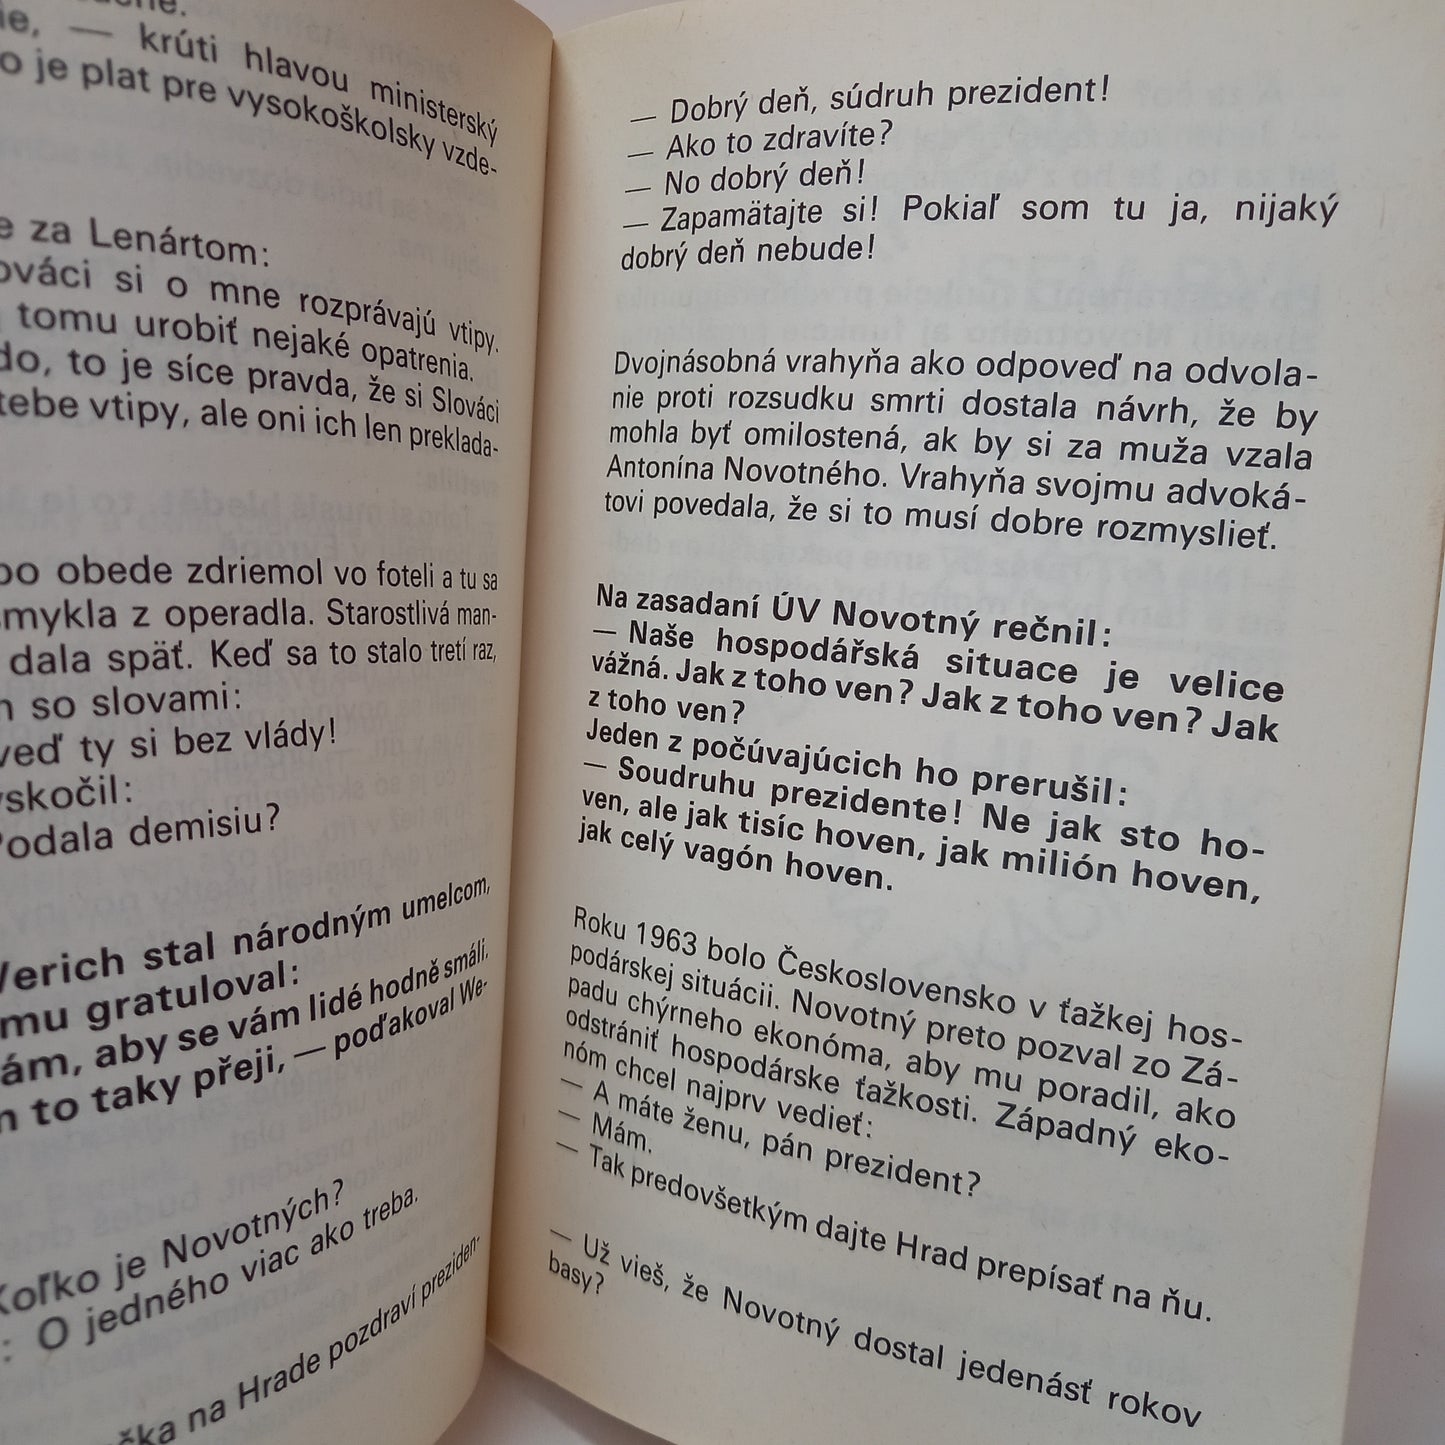 — krúti hlavou ministerský
je plat pre vysokoškolsky vzde-
za Lenártom:
si o mne rozprávajú vtipy.
tomu urobiť nejaké opatrenia.
to je síce pravda, že si Slováci
tebe vtipy, ale oni ich len preklada-
po obede zdriemol vo foteli a tu sa
z operadla. Starostlivá man-
dala späť. Keď sa to stalo tretí raz,
so slovami:
ty si bez vlády!
Podala demisiu?
Werich stal národným umelcom,
mu gratuloval:
aby se vám lidé hodně smáli.
to taky přeji, — poďakoval We-
Koľko je Novotných?
: O jedného viac ako treba.
na Hrade pozdraví preziden-
— Dobrý deň, súdruh prezident!
— Ako to zdravíte?
— No dobrý deň!
— Zapamätajte si! Pokiaľ som tu ja, nijaký
dobrý deň nebude!
Dvojnásobná vrahyňa ako odpoveď na odvola-
nie proti rozsudku smrti dostala návrh, že by
mohla byť omilostená, ak by si za muža vzala
Antonína Novotného. Vrahyňa svojmu advoká-
tovi povedala, že si to musí dobre rozmyslieť.
Na zasadaní ÚV Novotný rečnil:
— Naše hospodářská situace je velice
vážná. Jak z toho ven? Jak z toho ven? Jak
z toho ven?
Jeden z počúvajúcich ho prerušil:
— Soudruhu prezidente! Ne jak sto ho-
ven, ale jak tisíc hoven, jak milión hoven,
jak celý vagón hoven.
Roku 1963 bolo Československo v ťažkej hos-
podárskej situácii. Novotný preto pozval zo Zá-
padu chýrneho ekonóma, aby mu poradil, ako
odstrániť hospodárske ťažkosti. Západný eko-
nóm chcel najprv vedieť:
— A máte ženu, pán prezident?
— Mám.
— Tak predovšetkým dajte Hrad prepísať na ňu.
— Už vieš, že Novotný dostal jedenásť rokov
basy?